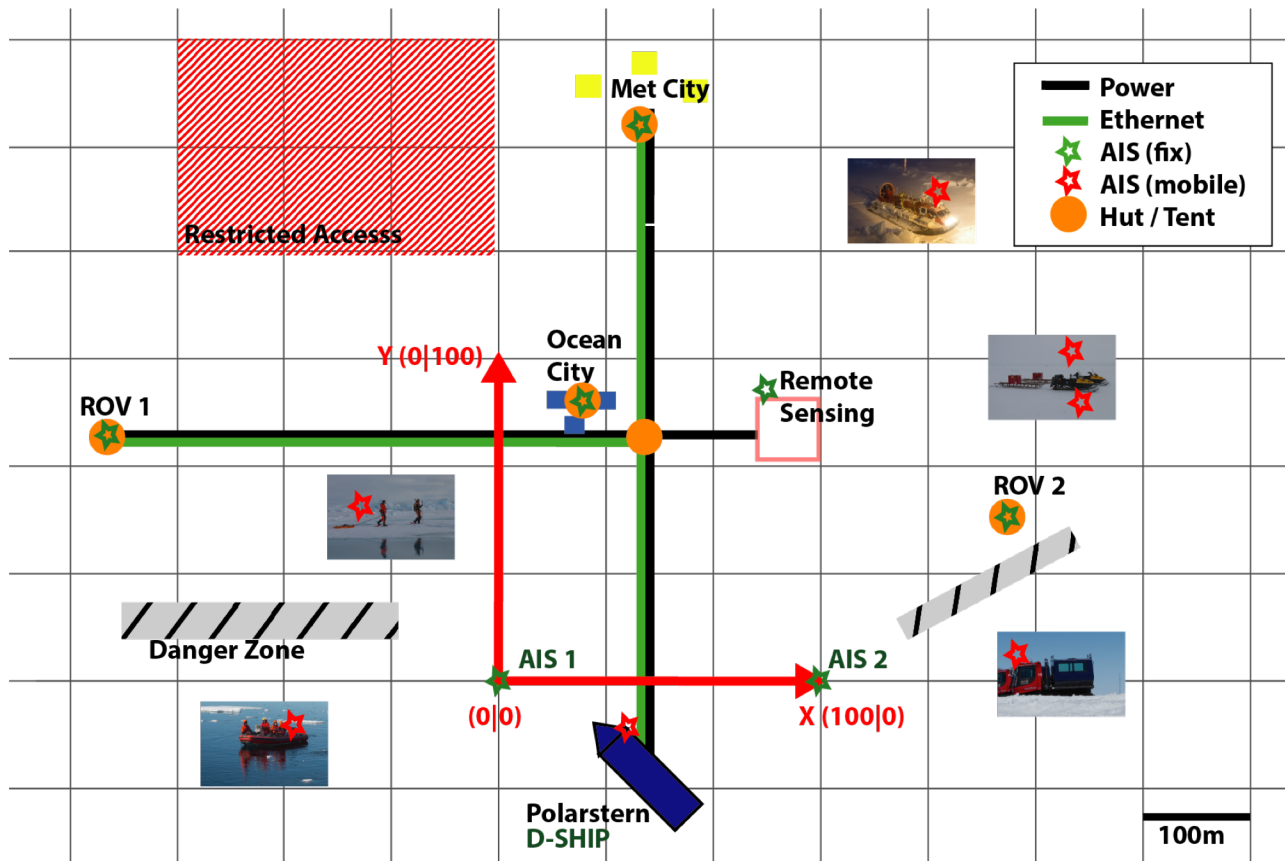 Met City
Power
Ethernet
AIS (fix)
AIS (mobile)
Hut / Tent
Restricted Accesss
Ocean
City
Y (0|100)
Remote
Sensing
ROV 1
ROV 2
Danger Zone
AIS 1
AIS 2
(0|0)
X (100|0)
Polarstern
D-SHIP
100m